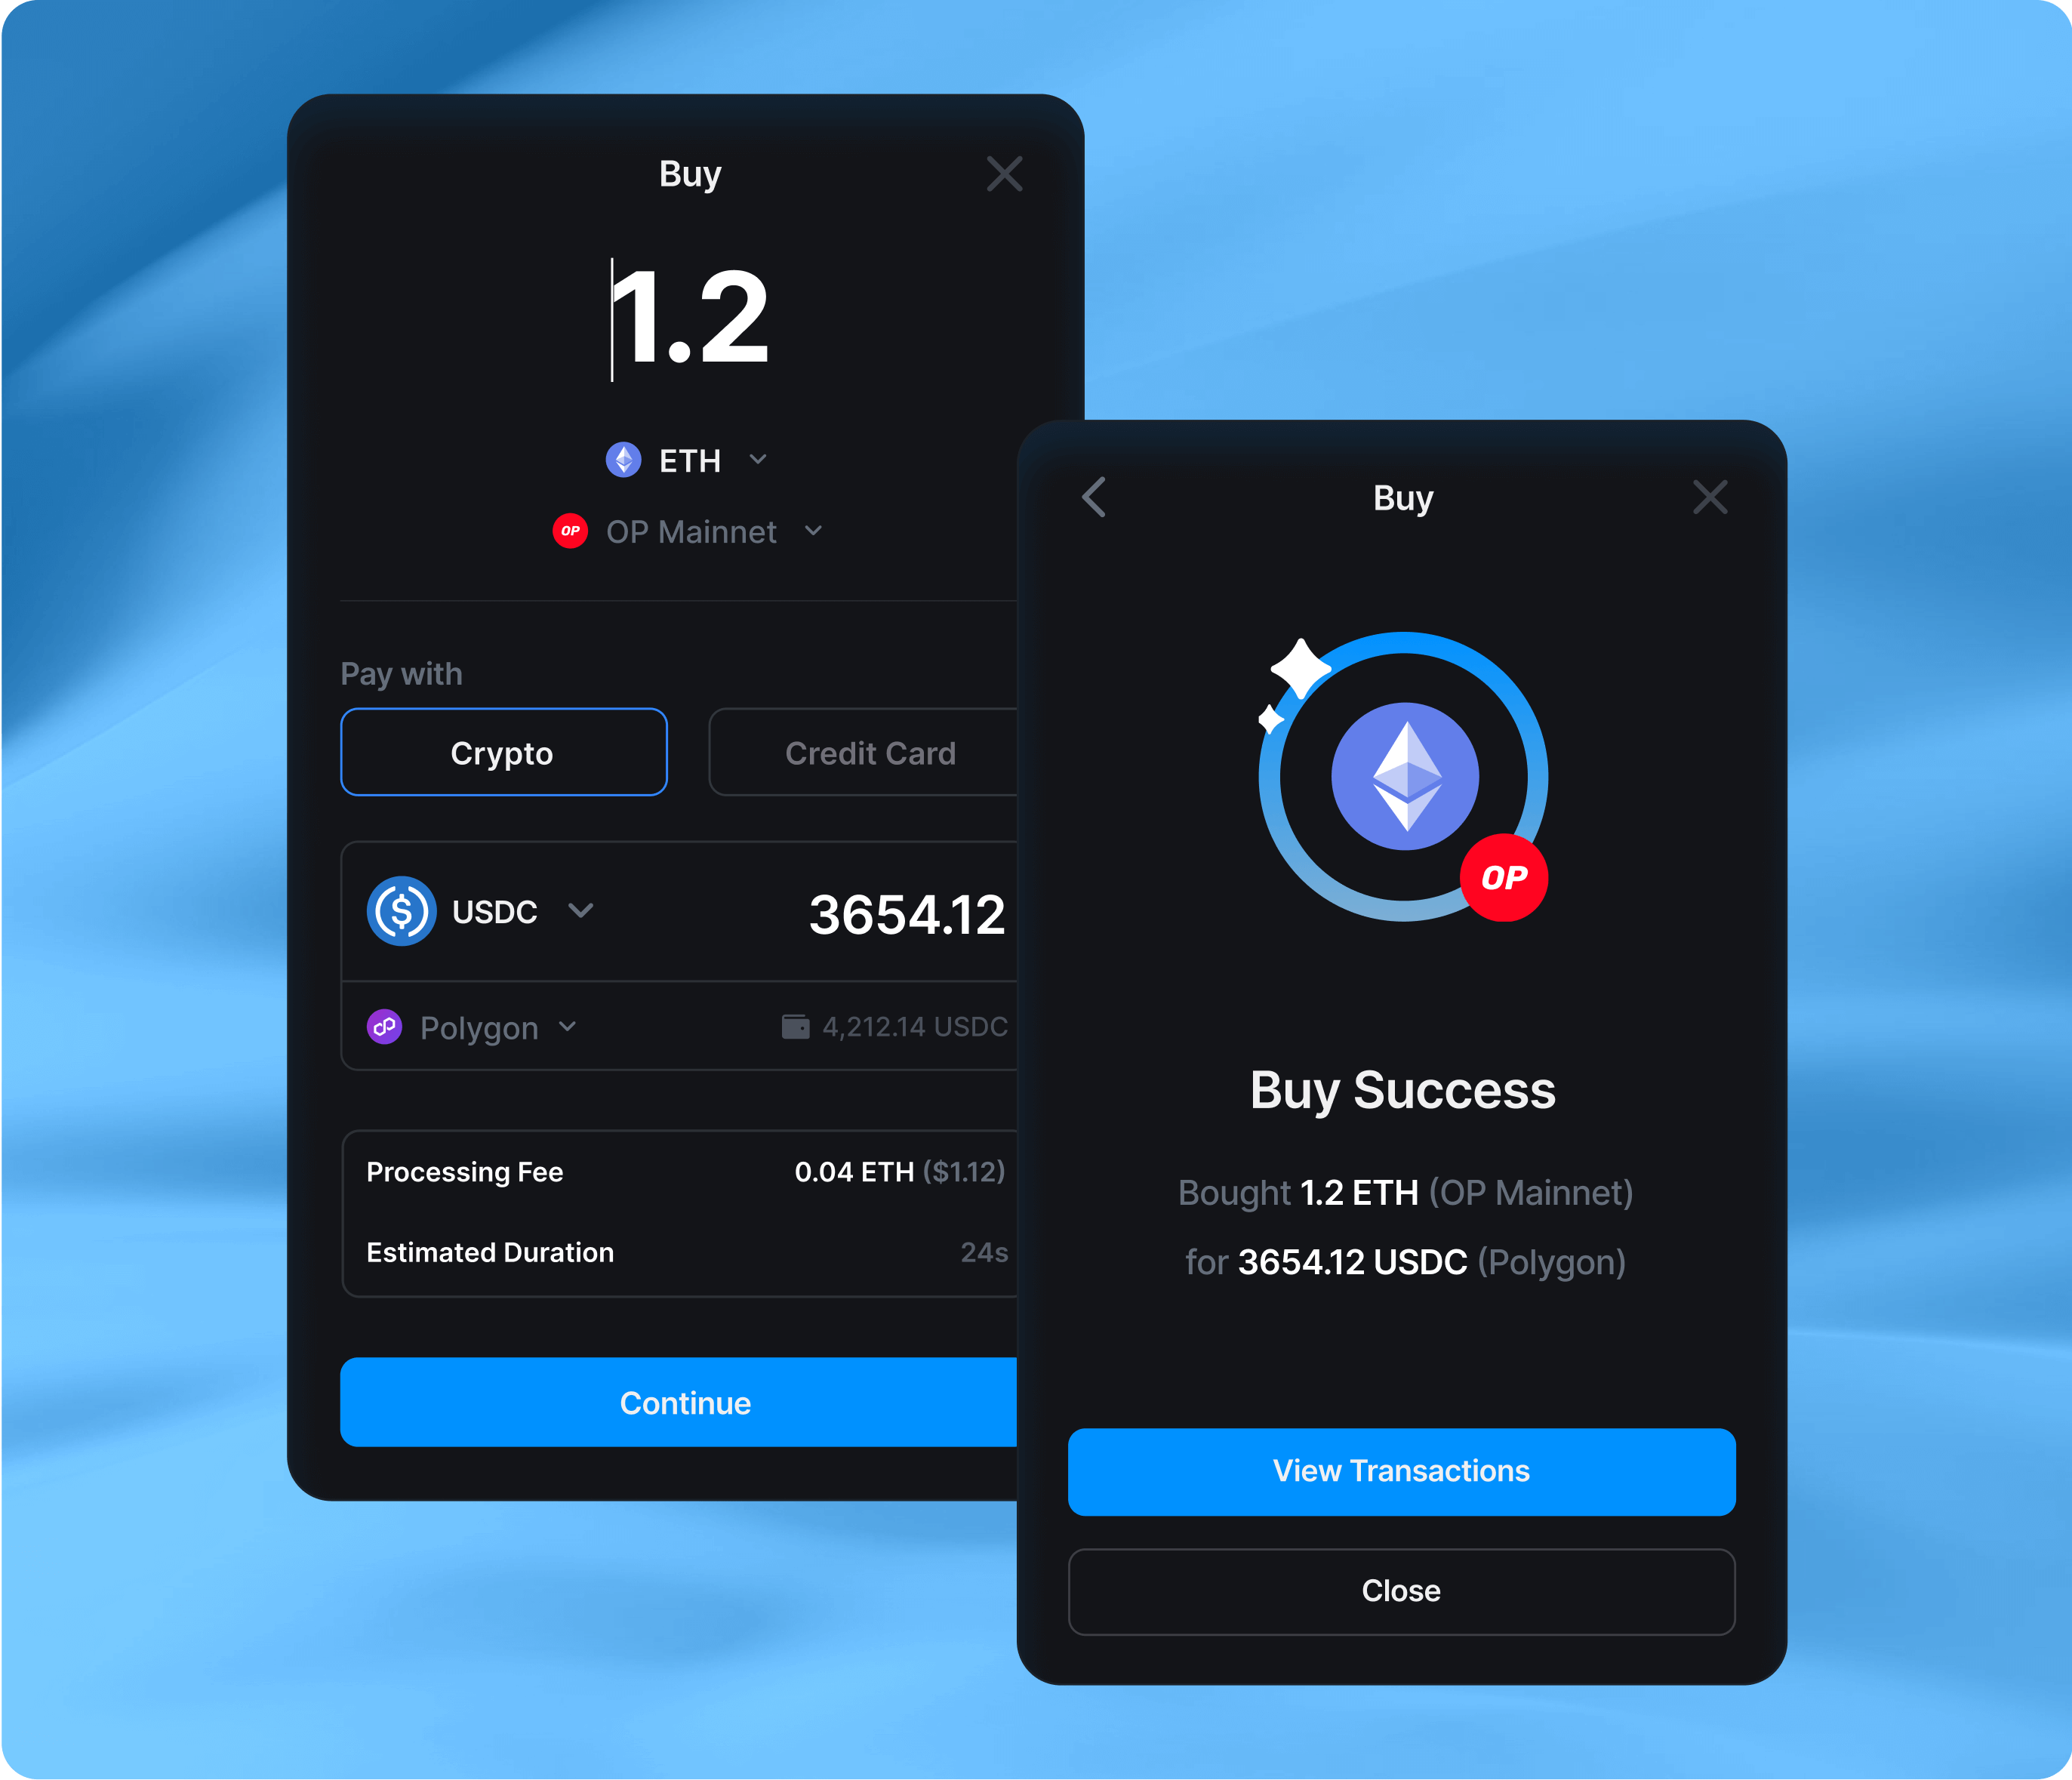 Buy
1.2
ETH
OP OP Mainnet
Pay with
Crypto Credit Card
USDC 3654.12
Polygon 4,212.14 USDC
Processing Fee 0.04 ETH ($1.12)
Estimated Duration 24s
Continue
Buy
OP
Buy Success
Bought 1.2 ETH (OP Mainnet)
for 3654.12 USDC (Polygon)
View Transactions
Close